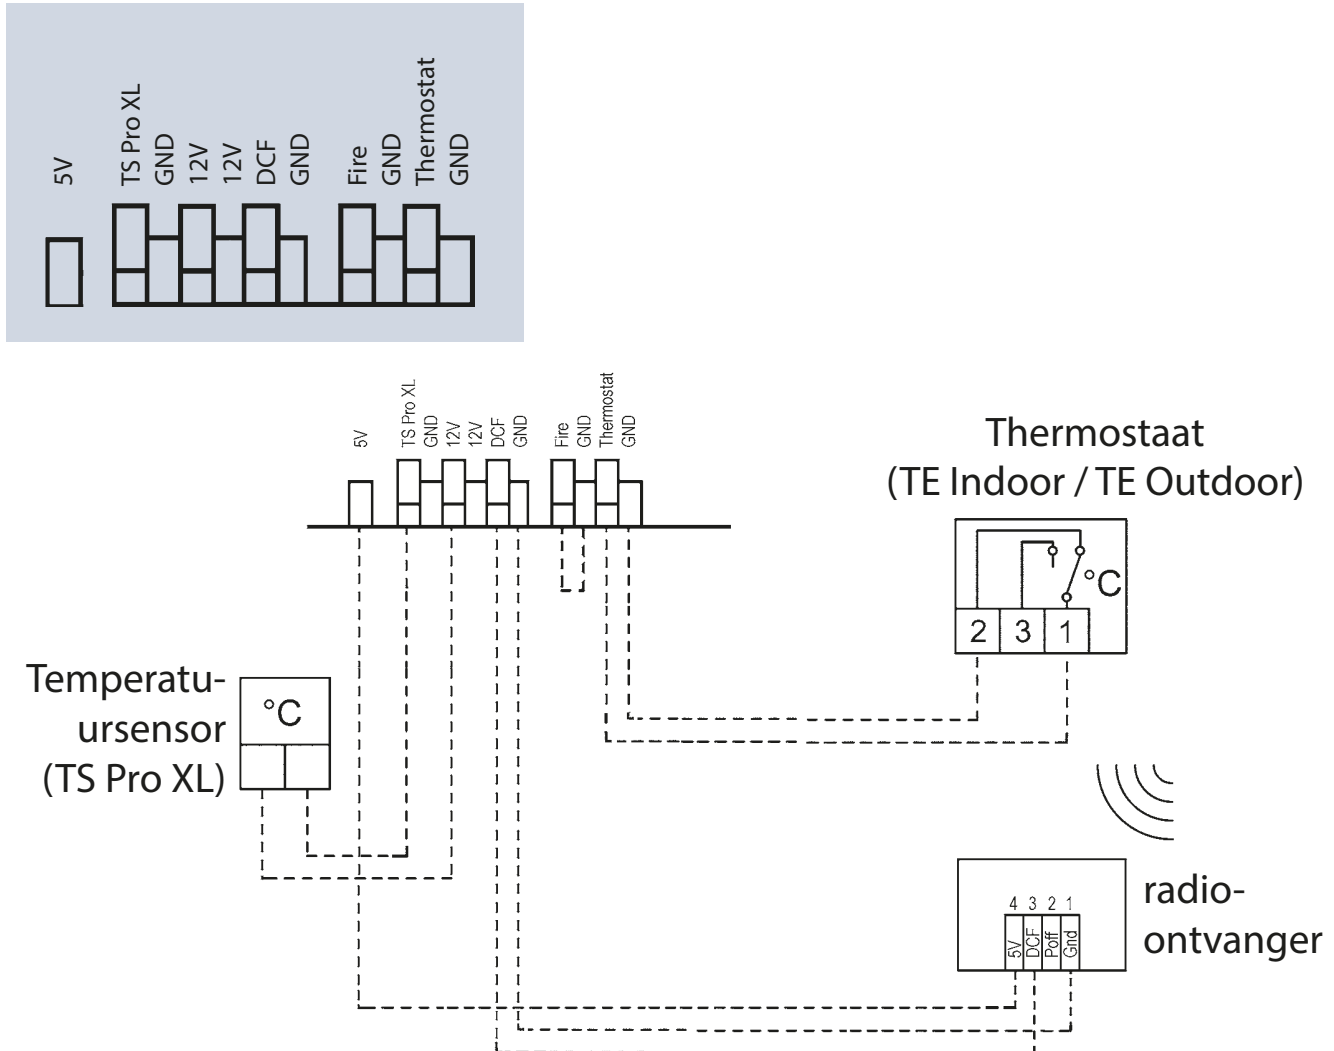 5V
TS Pro XL
GND
12V
12V
DCF
GND
Fire
GND
Thermostat
GND
5V
TS Pro XL
GND
12V
12V
DCF
GND
Fire
GND
Thermostat
GND
Thermostaat
(TE Indoor / TE Outdoor)
°C
2 3 1
Temperatu-
ursensor
(TS Pro XL)
°C
radio-
ontvanger
4 3 2 1
5V
DCF
Poff
Gnd